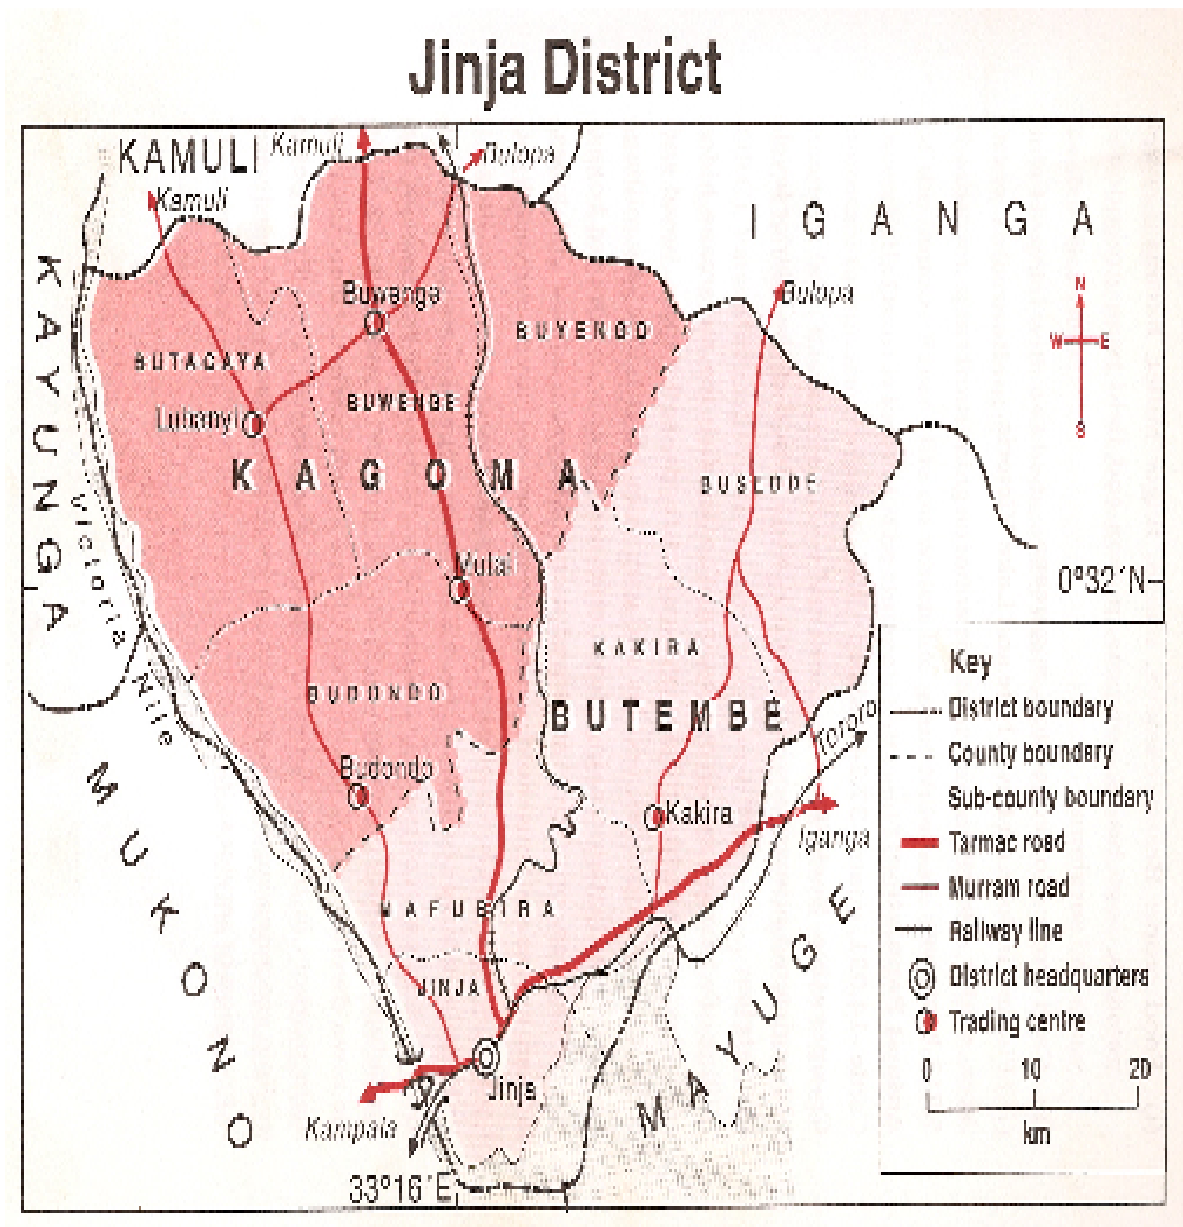 Jinja District
KAMULI
Kamuli
Bulopa
Kamuli
IGANGA
KAYUNGA
Bulopa
N
W E
S
Buwenge
BUYENGO
BUTAGAYA
BUWENGE
Lubanyi
KAGOMA
BUSEDDE
Victoria Nile
0°32´N
KAKIRA
BUDONDO
BUTEMBE
Tororo
Budondo
Kakira
Iganga
MUKONO
MAFUBIRA
JINJA
MAYUGE
Jinja
Kampala
33°16´E
Key
District boundary
County boundary
Sub-county boundary
Tarmac road
Murram road
Railway line
District headquarters
Trading centre
0 10 20
km